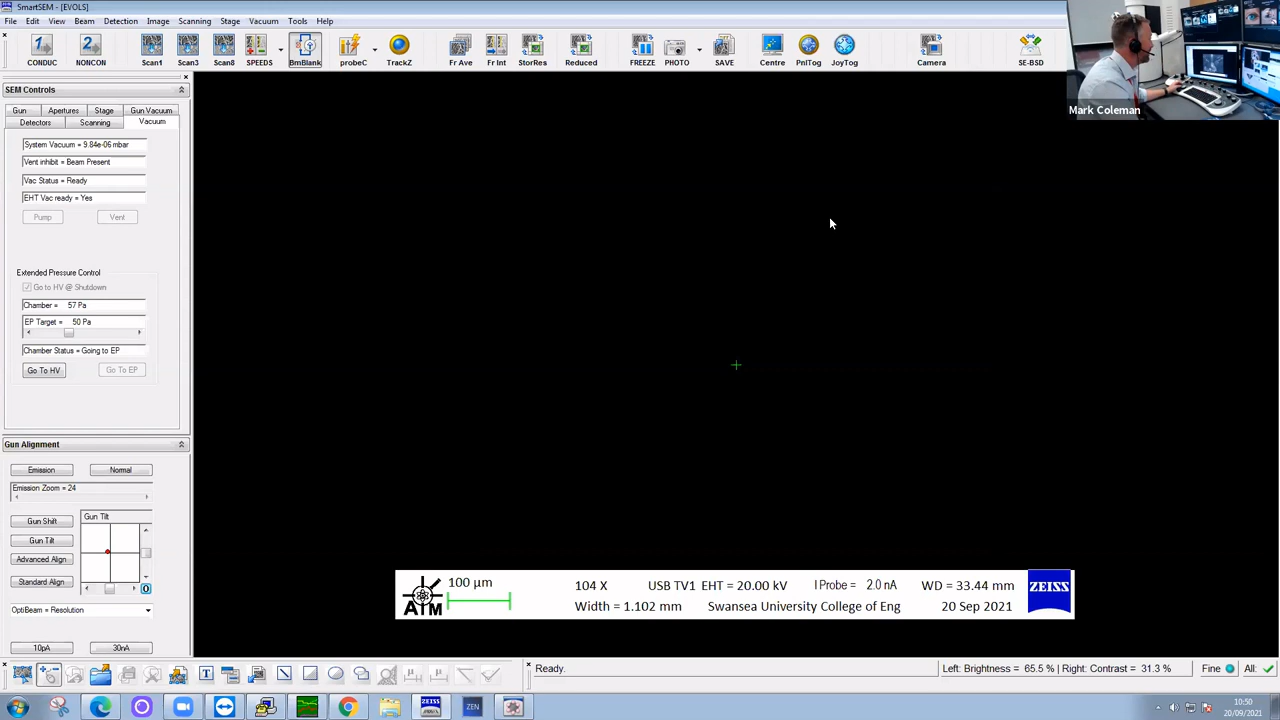 SmartSEM - [EVOLS]
File Edit View Beam Detection Image Scanning Stage Vacuum Tools Help
CONDUC NONCON Scan1 Scan3 Scan8 SPEEDS BmBlank probeC TrackZ Fr Ave Fr Int StorRes Reduced FREEZE PHOTO SAVE Centre PnlTog JoyTog Camera SE-BSD
Mark Coleman
SEM Controls
Gun Apertures Stage Gun Vacuum
Detectors Scanning Vacuum
System Vacuum = 9.84e-06 mbar
Vent inhibit = Beam Present
Vac Status = Ready
EHT Vac ready = Yes
Pump Vent
Extended Pressure Control
Go to HV @ Shutdown
Chamber = 57 Pa
EP Target = 50 Pa
Chamber Status = Going to EP
Go To HV Go To EP
Gun Alignment
Emission Normal
Emission Zoom = 24
Gun Shift
Gun Tilt
Gun Tilt
Advanced Align
Standard Align
OptiBeam = Resolution
10pA 30nA
ATM
100 µm
104 X USB TV1 EHT = 20.00 kV I Probe = 2.0 nA WD = 33.44 mm
Width = 1.102 mm Swansea University College of Eng 20 Sep 2021
ZEISS
Ready.
Left: Brightness = 65.5 % | Right: Contrast = 31.3 %
Fine All:
ZEISS ZEN
10:50
20/09/2021